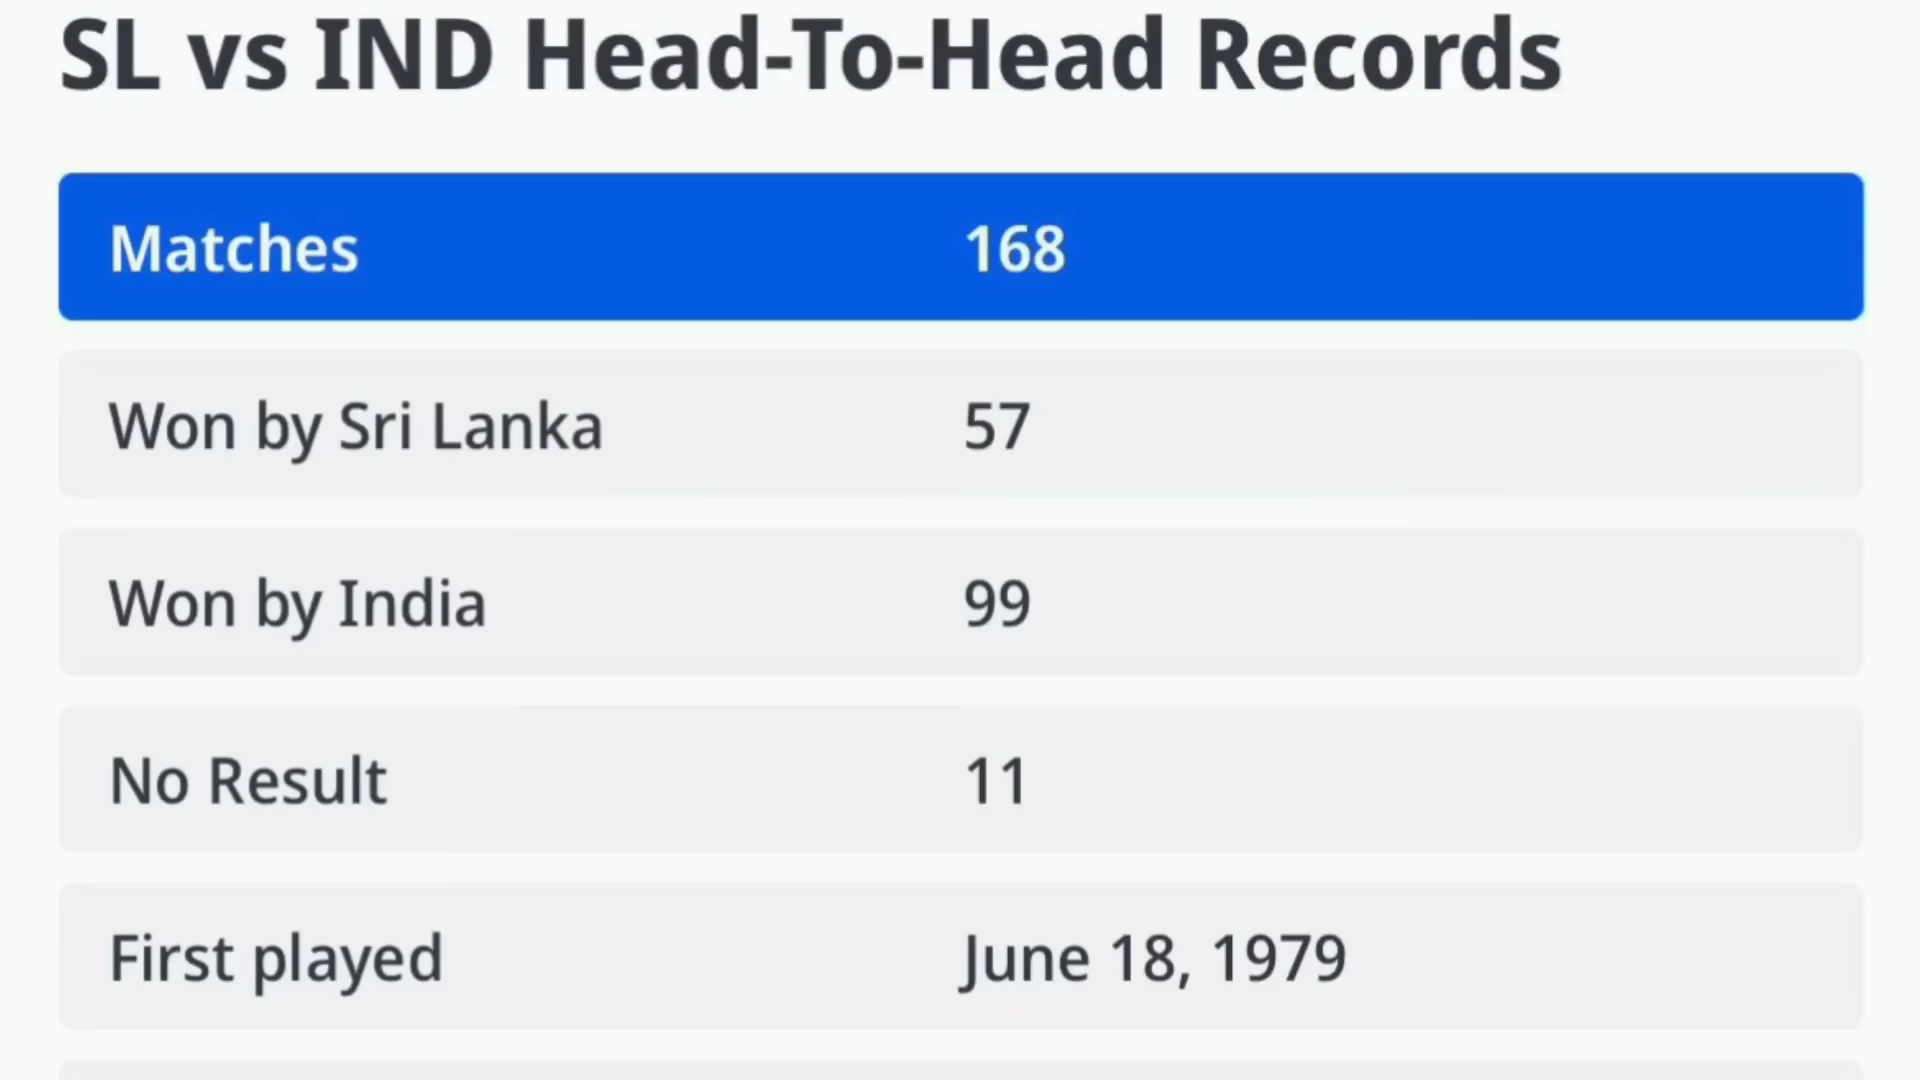 SL vs IND Head-To-Head Records
Matches 168
Won by Sri Lanka 57
Won by India 99
No Result 11
First played June 18, 1979